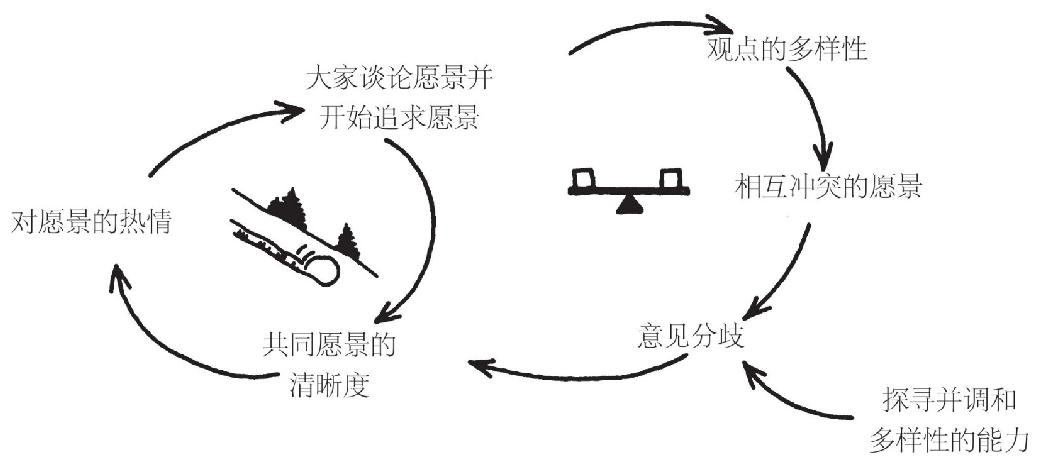 观点的多样性
大家谈论愿景并
开始追求愿景
相互冲突的愿景
对愿景的热情
共同愿景的
清晰度
意见分歧
探寻并调和
多样性的能力